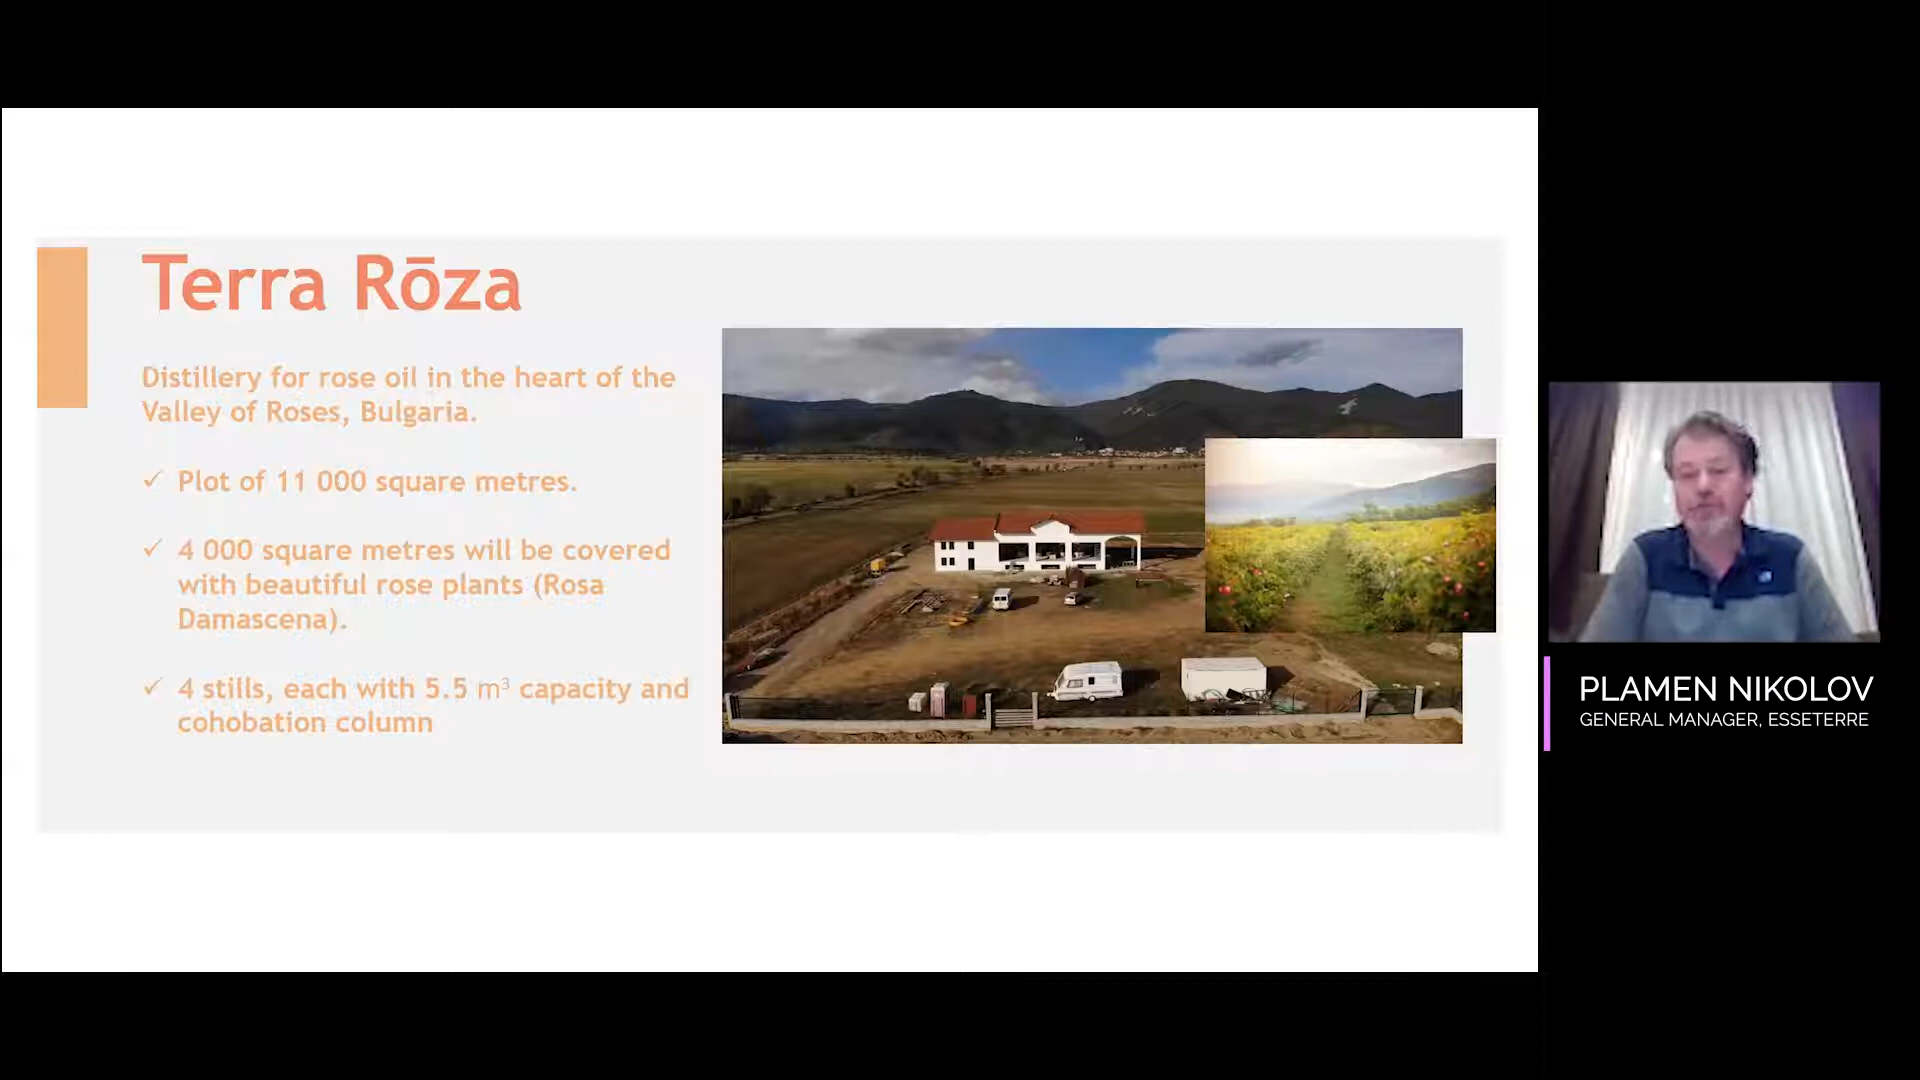 Terra Rōza
Distillery for rose oil in the heart of the
Valley of Roses, Bulgaria.
✓ Plot of 11 000 square metres.
✓ 4 000 square metres will be covered
with beautiful rose plants (Rosa
Damascena).
✓ 4 stills, each with 5.5 m³ capacity and
cohobation column
PLAMEN NIKOLOV
GENERAL MANAGER, ESSETERRE